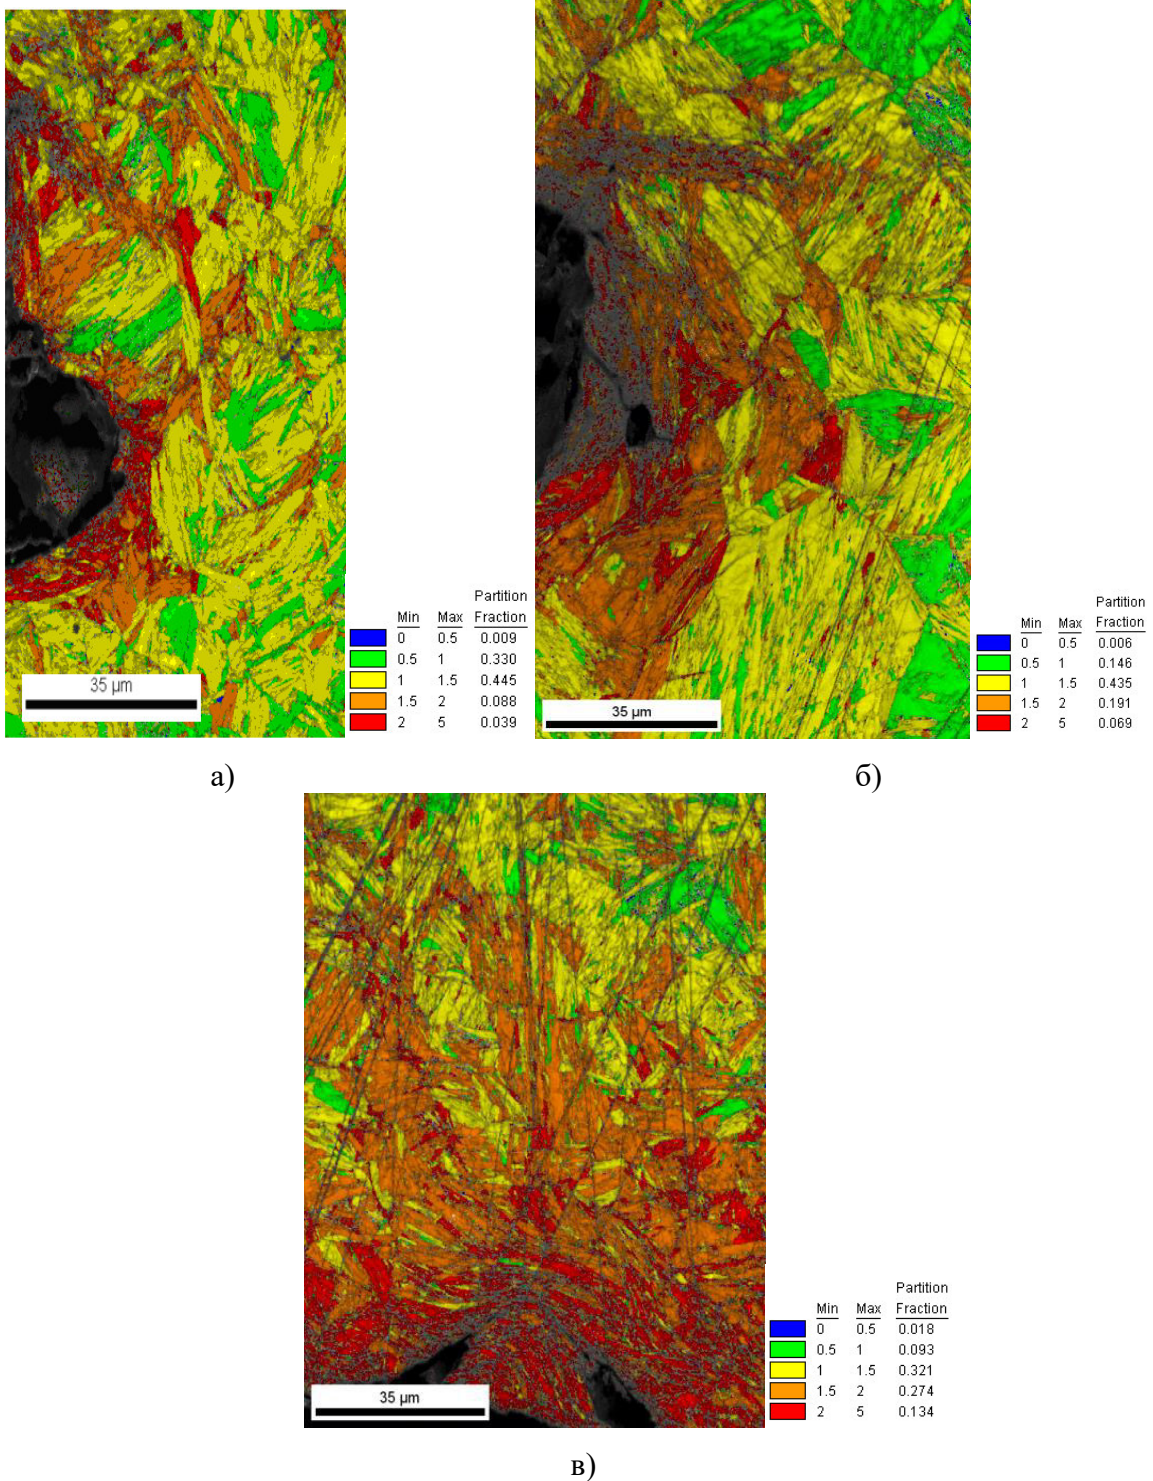 35 µm
Partition
Min Max Fraction
0 0.5 0.009
0.5 1 0.330
1 1.5 0.445
1.5 2 0.088
2 5 0.039
а)
35 µm
Partition
Min Max Fraction
0 0.5 0.006
0.5 1 0.146
1 1.5 0.435
1.5 2 0.191
2 5 0.069
б)
35 µm
Partition
Min Max Fraction
0 0.5 0.018
0.5 1 0.093
1 1.5 0.321
1.5 2 0.274
2 5 0.134
в)